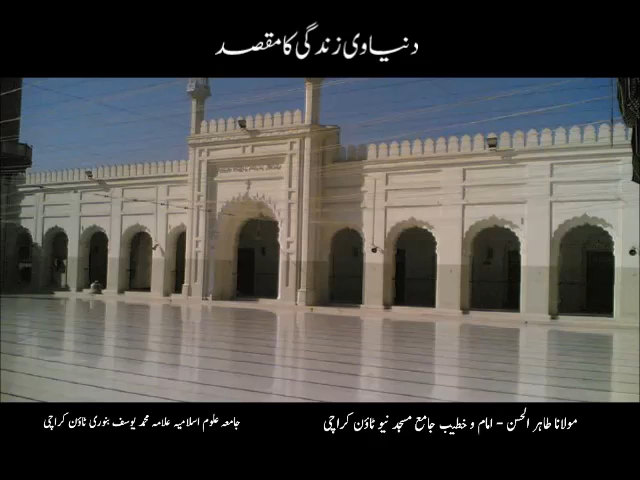 دنیاوی زندگی کا مقصد
مولانا طاہر الحسن - امام و خطیب جامع مسجد نیو ٹاؤن کراچی
جامعہ علوم اسلامیہ علامہ محمد یوسف بنوری ٹاؤن کراچی